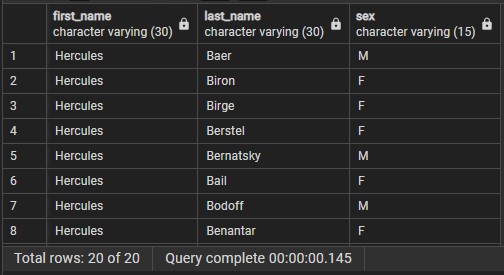 first_name last_name sex
character varying (30) character varying (30) character varying (15)
1 Hercules Baer M
2 Hercules Biron F
3 Hercules Birge F
4 Hercules Berstel F
5 Hercules Bernatsky M
6 Hercules Bail F
7 Hercules Bodoff M
8 Hercules Benantar F
Total rows: 20 of 20 Query complete 00:00:00.145